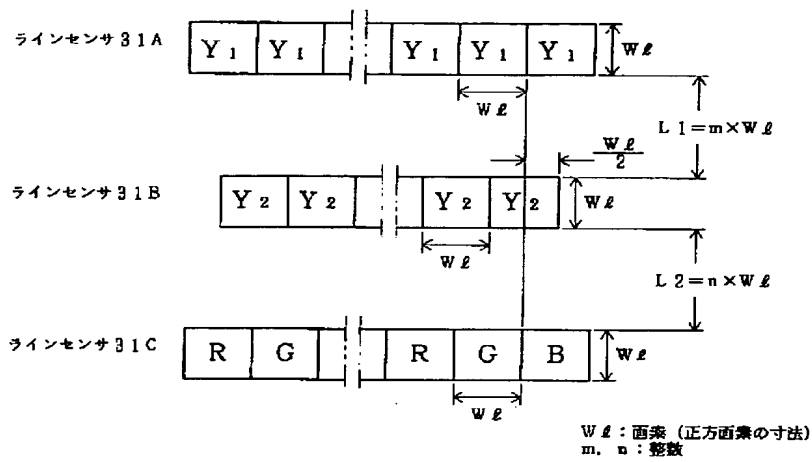 ラインセンサ31A
Y1 Y1 Y1 Y1 Y1
Wℓ
Wℓ
L1=m×Wℓ
Wℓ/2
ラインセンサ31B
Y2 Y2 Y2 Y2
Wℓ
Wℓ
L2=n×Wℓ
ラインセンサ31C
R G R G B
Wℓ
Wℓ
Wℓ:画素(正方画素の寸法)
m, n:整数